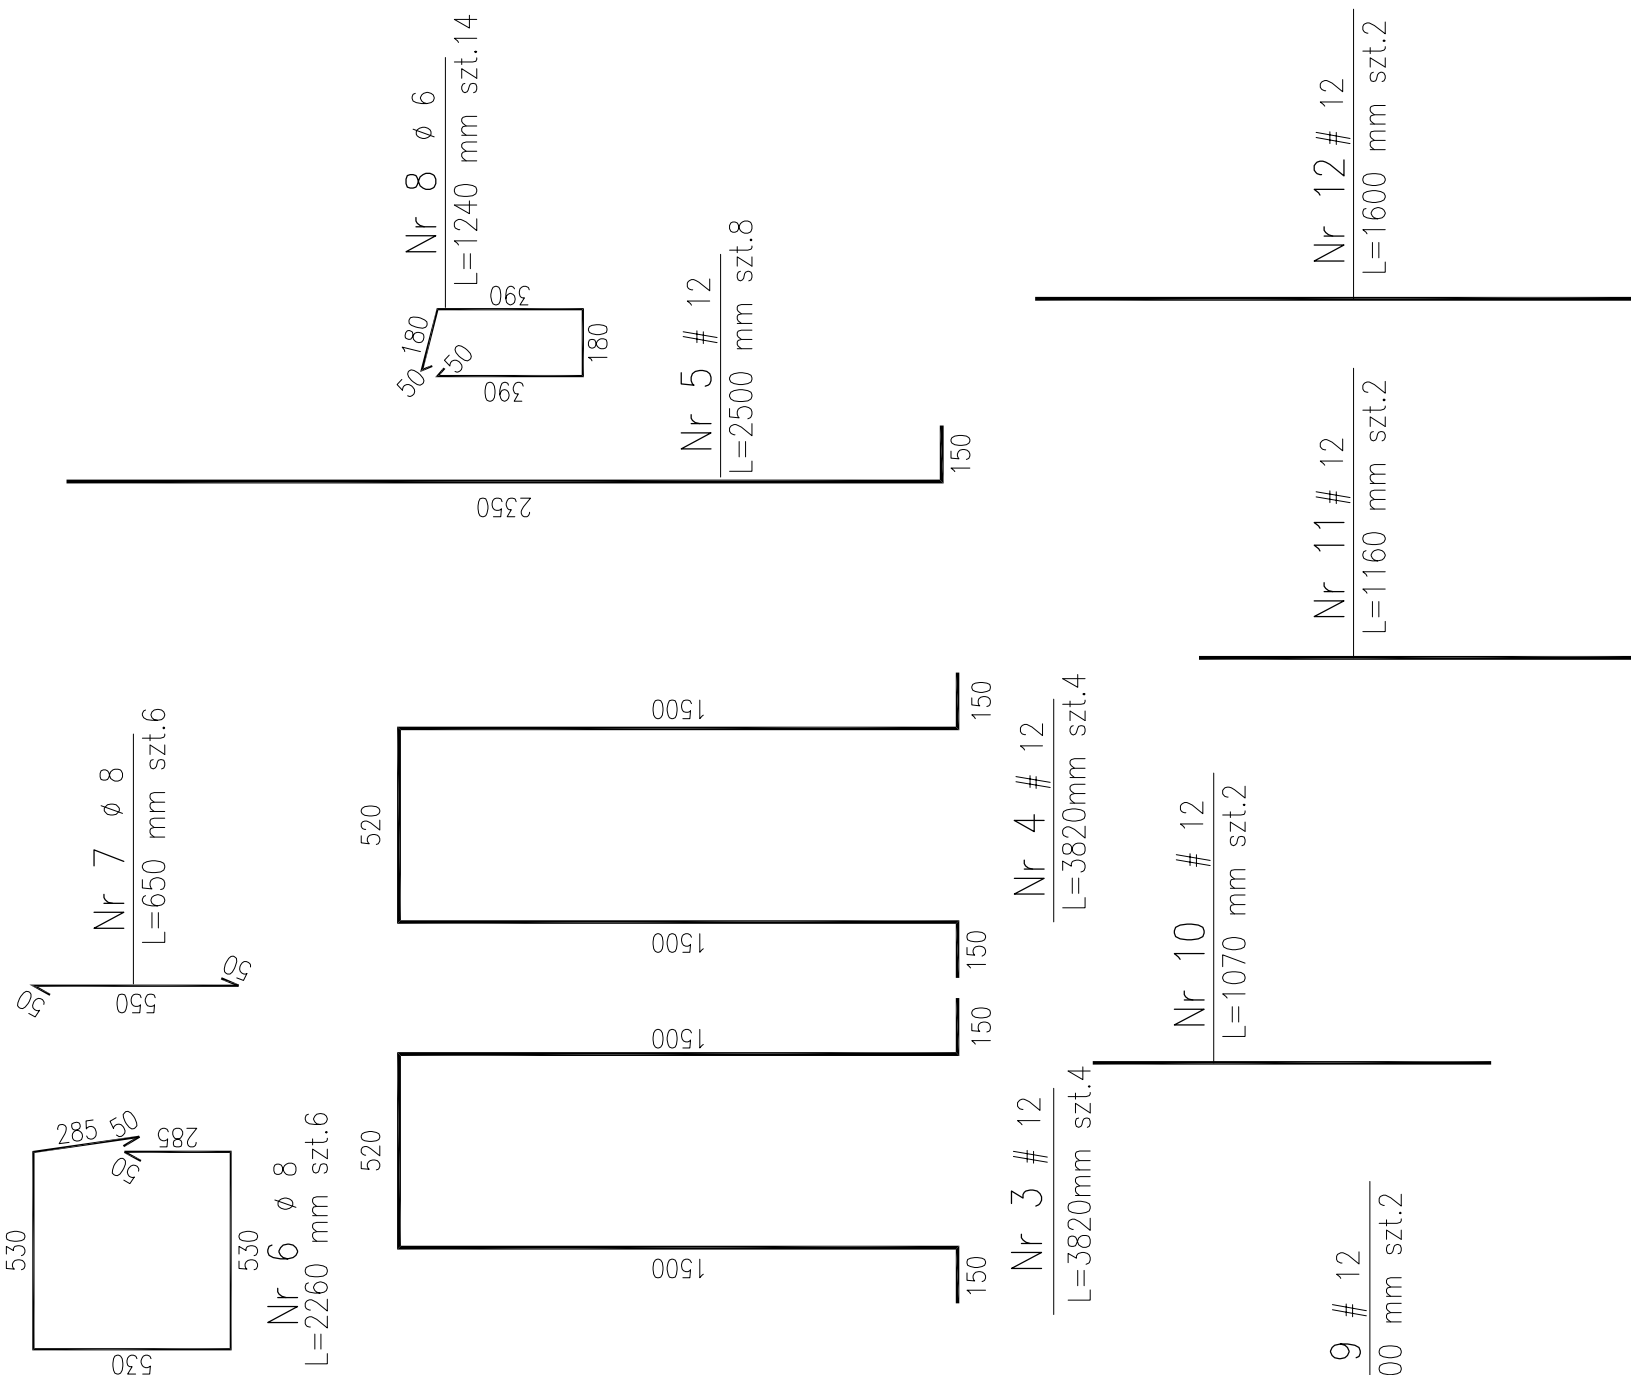 Nr 8 ø 6
L=1240 mm szt.14
390
180
180
50
50
390
Nr 5 # 12
L=2500 mm szt.8
150
2350
Nr 12 # 12
L=1600 mm szt.2
Nr 11 # 12
L=1160 mm szt.2
Nr 7 ø 8
L=650 mm szt.6
50
50
550
1500
150
520
1500
150
Nr 4 # 12
L=3820mm szt.4
Nr 10 # 12
L=1070 mm szt.2
1500
150
520
1500
150
Nr 3 # 12
L=3820mm szt.4
285
50
285
50
530
530
530
Nr 6 ø 8
L=2260 mm szt.6
9 # 12
00 mm szt.2